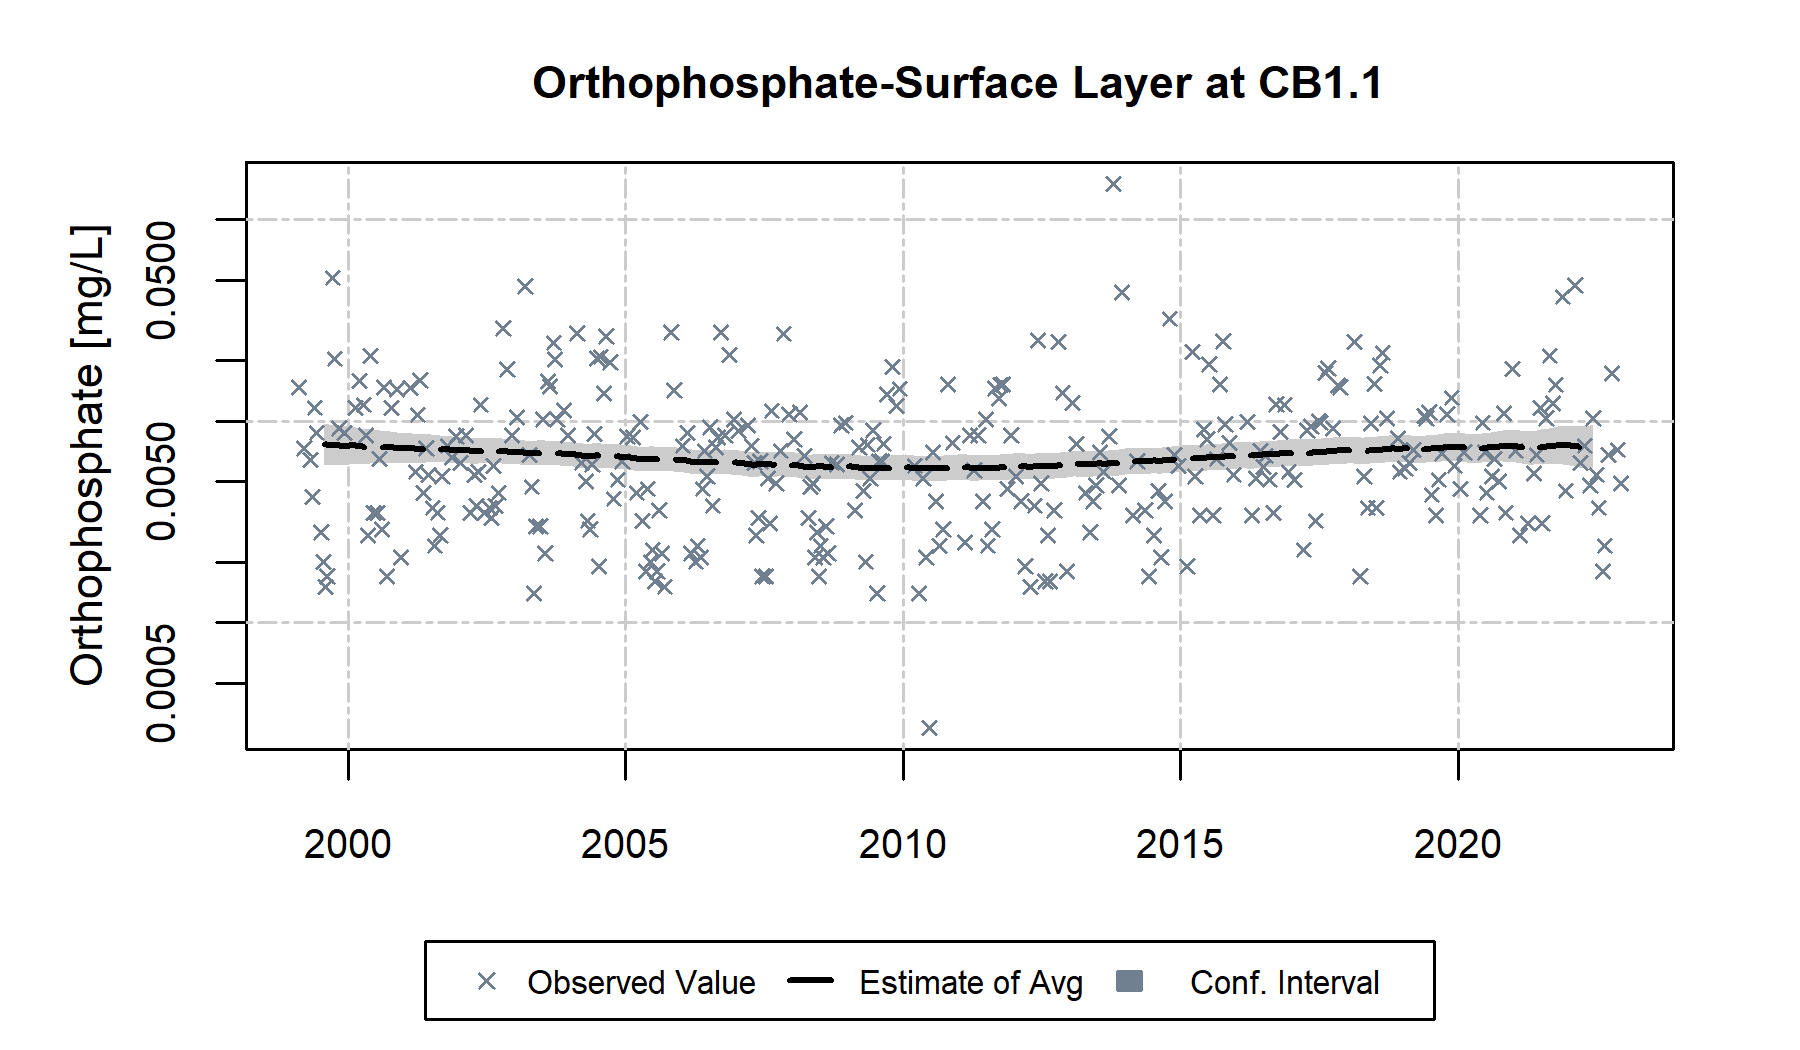 Orthophosphate-Surface Layer at CB1.1
Orthophosphate [mg/L]
0.0500
0.0050
0.0005
2000 2005 2010 2015 2020
Observed Value Estimate of Avg Conf. Interval